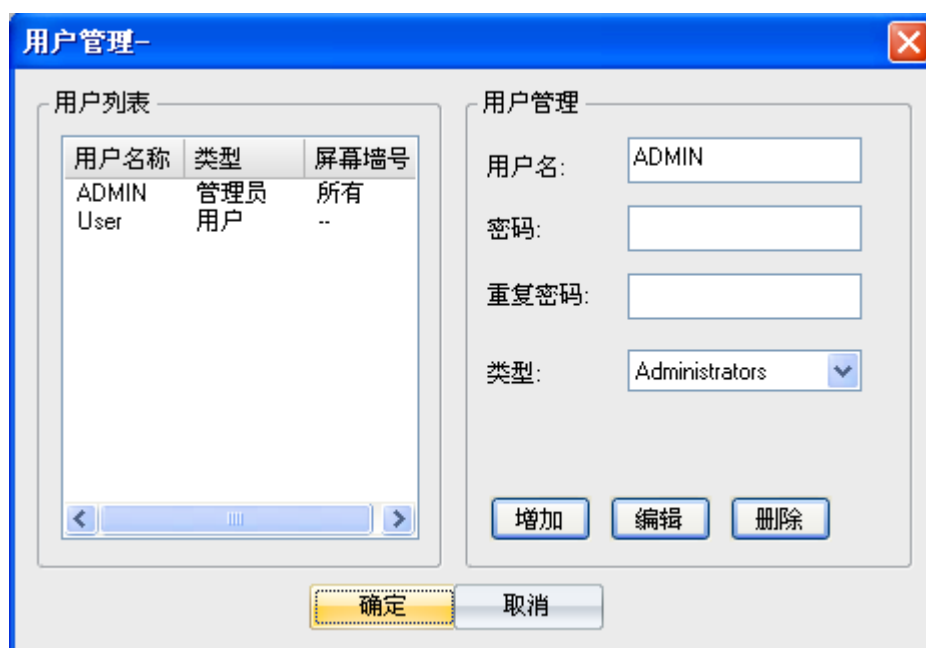 用户管理-
用户列表
用户名称 类型 屏幕墙号
ADMIN 管理员 所有
User 用户 --
用户管理
用户名: ADMIN
密码:
重复密码:
类型: Administrators
增加 编辑 删除
确定 取消